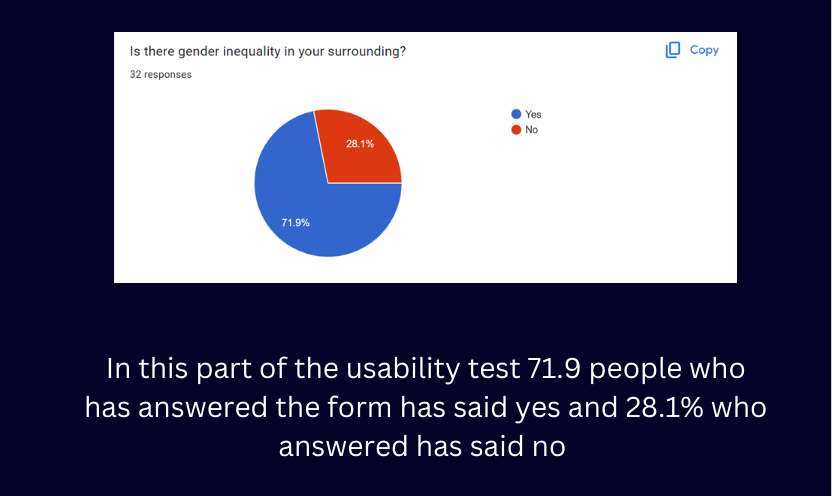 Is there gender inequality in your surrounding?
Copy
32 responses
Yes
No
28.1%
71.9%
In this part of the usability test 71.9 people who
has answered the form has said yes and 28.1% who
answered has said no